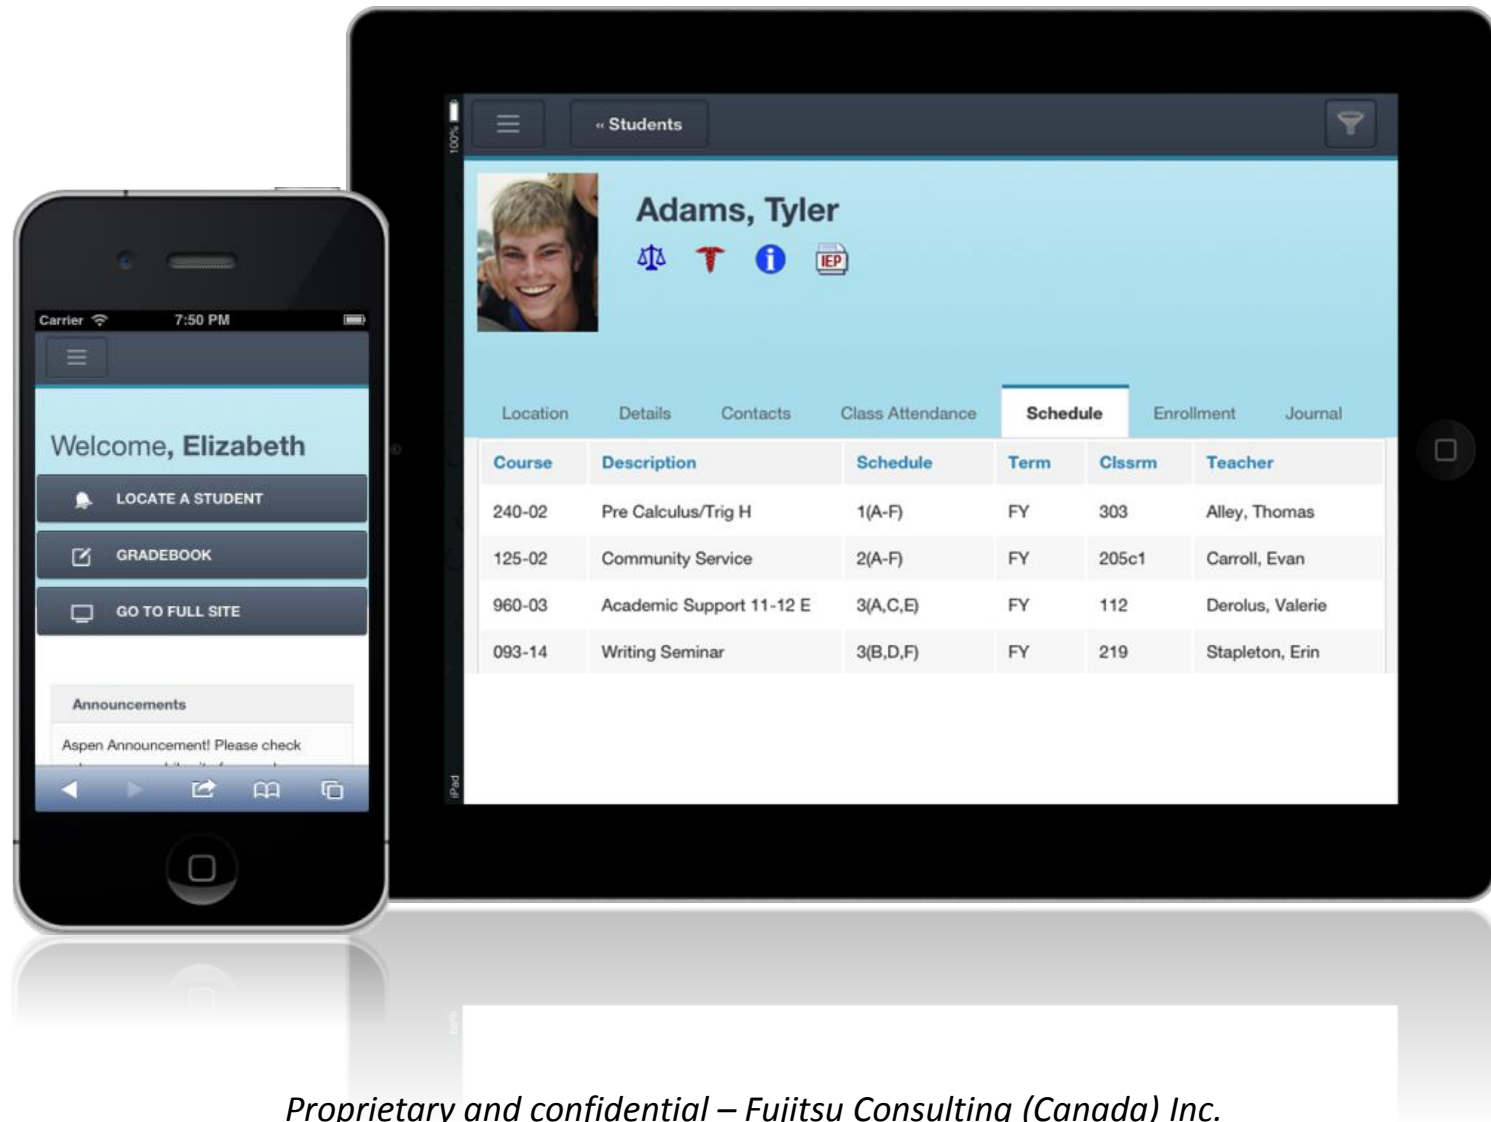 100%
« Students
Adams, Tyler
IEP
Location Details Contacts Class Attendance Schedule Enrollment Journal
Course Description Schedule Term Clssrm Teacher
240-02 Pre Calculus/Trig H 1(A-F) FY 303 Alley, Thomas
125-02 Community Service 2(A-F) FY 205c1 Carroll, Evan
960-03 Academic Support 11-12 E 3(A,C,E) FY 112 Derolus, Valerie
093-14 Writing Seminar 3(B,D,F) FY 219 Stapleton, Erin
iPad
Carrier 7:50 PM
Welcome, Elizabeth
LOCATE A STUDENT
GRADEBOOK
GO TO FULL SITE
Announcements
Aspen Announcement! Please check
Proprietary and confidential – Fujitsu Consulting (Canada) Inc.